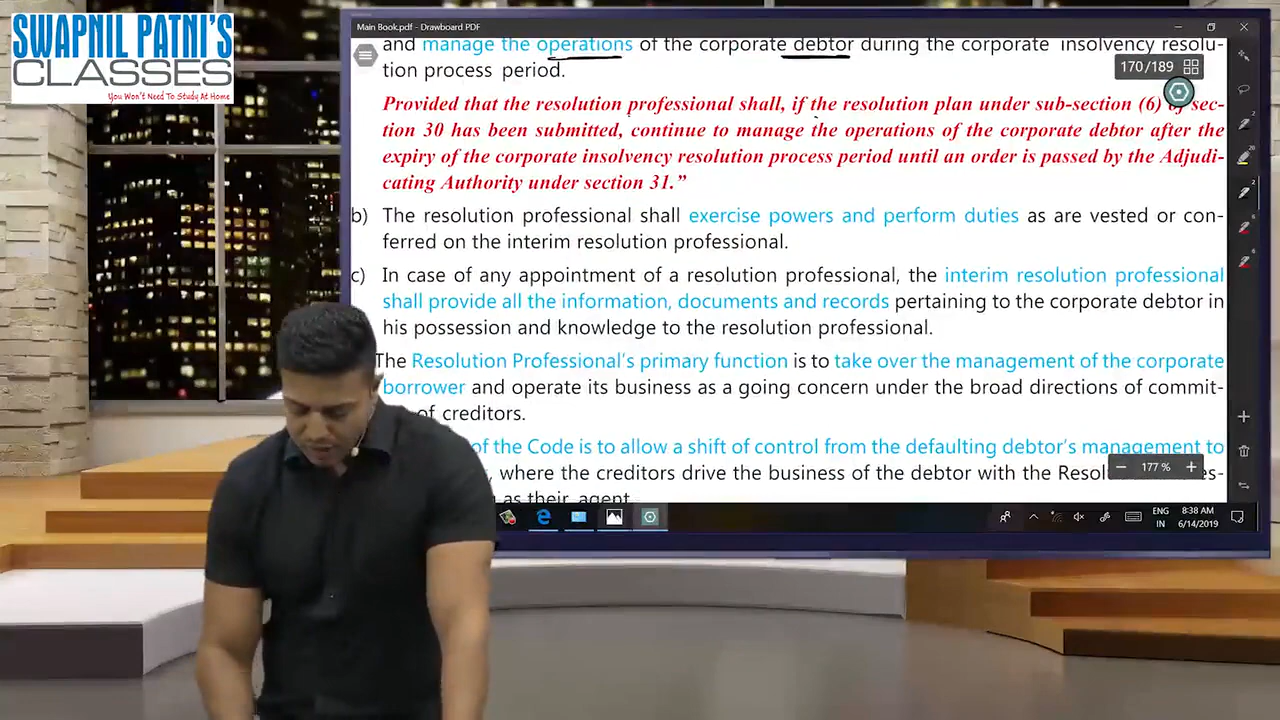 SWAPNIL PATNI'S
CLASSES
You Won't Need To Study At Home
Main Book.pdf - Drawboard PDF
and manage the operations of the corporate debtor during the corporate insolvency resolu-
tion process period.
170/189
Provided that the resolution professional shall, if the resolution plan under sub-section (6) of sec-
tion 30 has been submitted, continue to manage the operations of the corporate debtor after the
expiry of the corporate insolvency resolution process period until an order is passed by the Adjudi-
cating Authority under section 31.”
b) The resolution professional shall exercise powers and perform duties as are vested or con-
ferred on the interim resolution professional.
c) In case of any appointment of a resolution professional, the interim resolution professional
shall provide all the information, documents and records pertaining to the corporate debtor in
his possession and knowledge to the resolution professional.
The Resolution Professional’s primary function is to take over the management of the corporate
borrower and operate its business as a going concern under the broad directions of commit-
of creditors.
of the Code is to allow a shift of control from the defaulting debtor’s management to
, where the creditors drive the business of the debtor with the
as their agent
177 %
ENG
IN
8:38 AM
6/14/2019